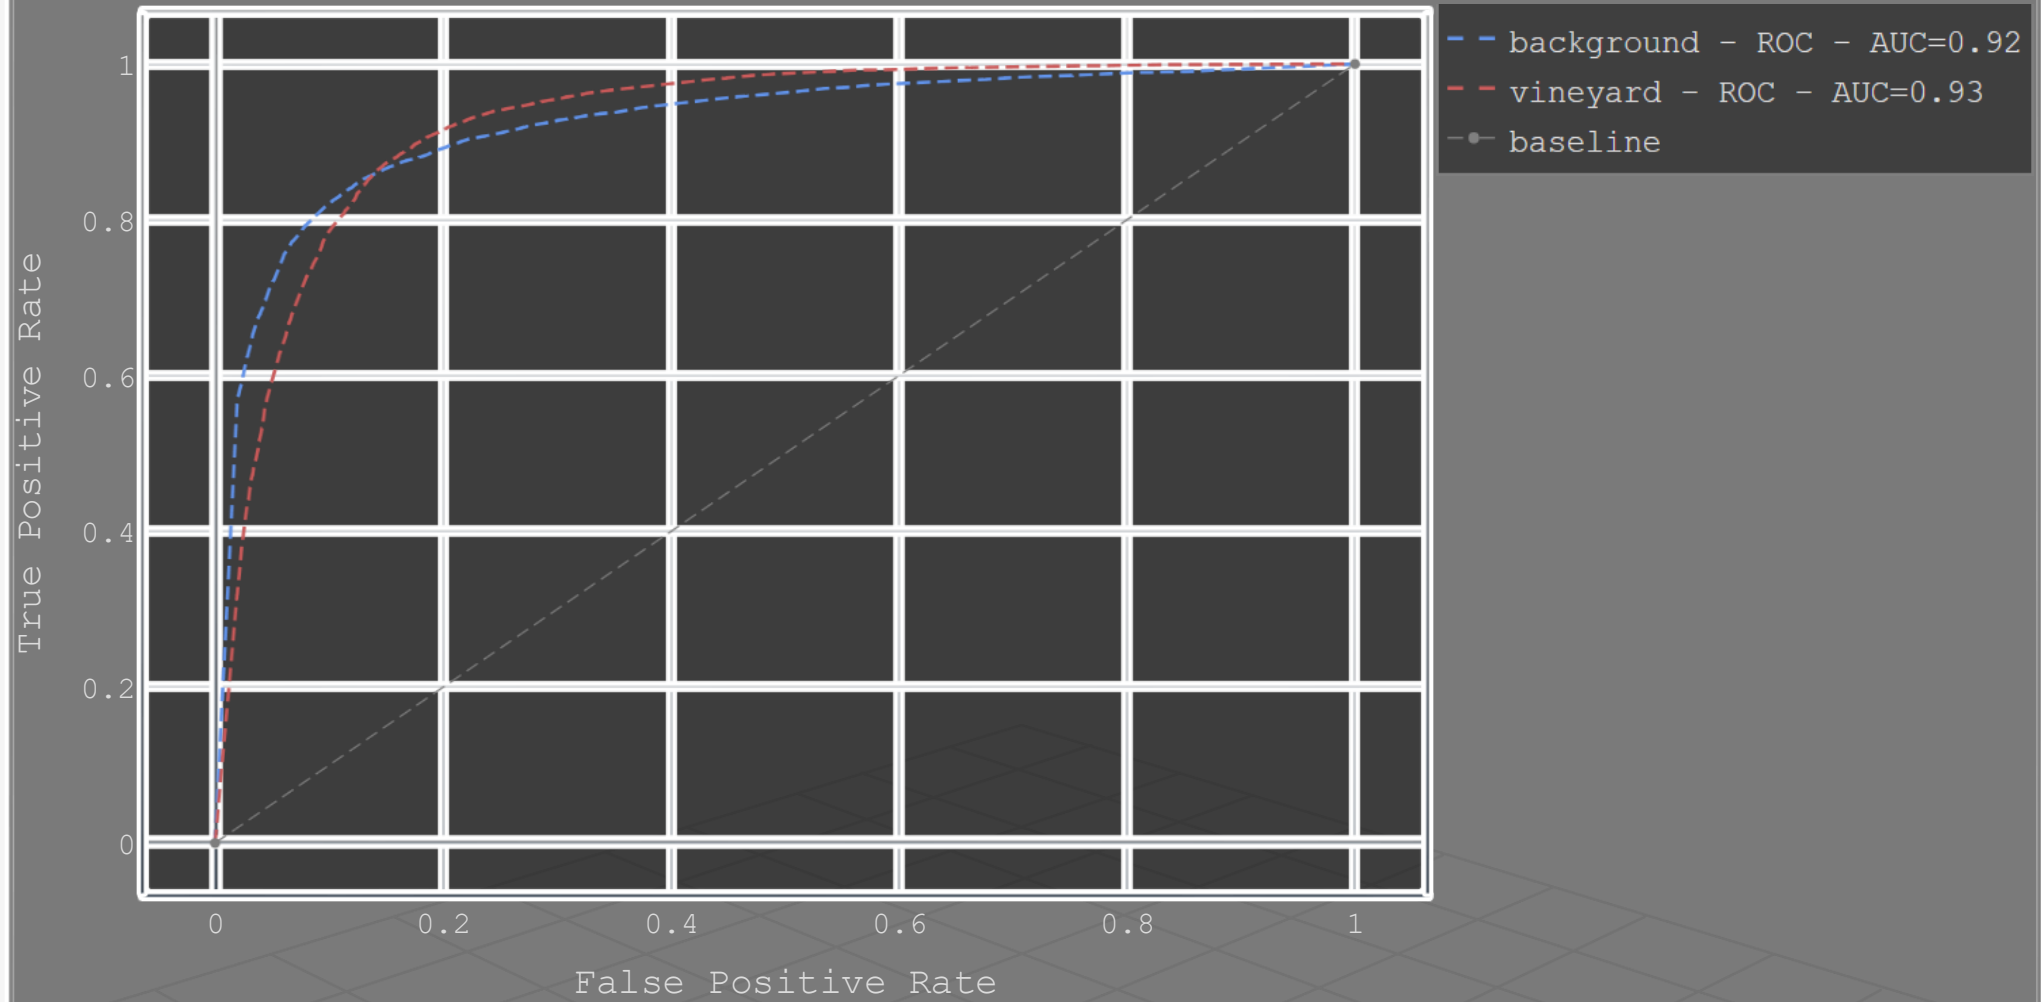 background - ROC - AUC=0.92
vineyard - ROC - AUC=0.93
baseline
True Positive Rate
1
0.8
0.6
0.4
0.2
0
0 0.2 0.4 0.6 0.8 1
False Positive Rate